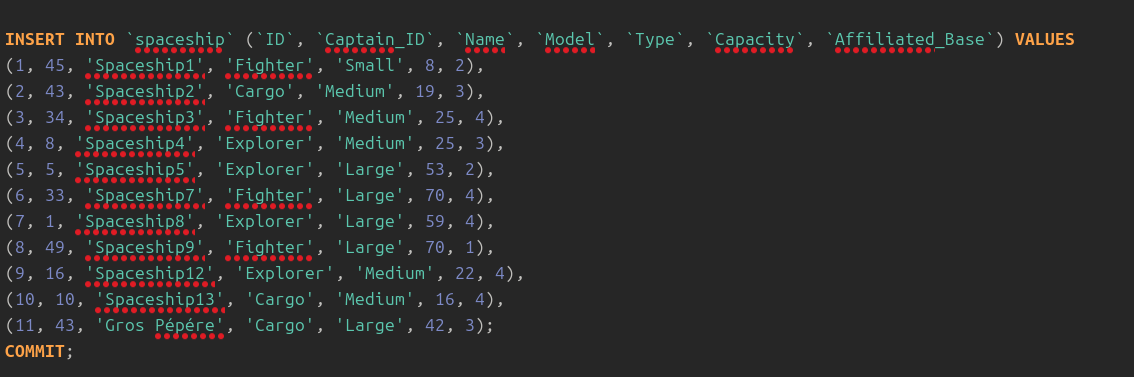 INSERT INTO `spaceship` (`ID`, `Captain_ID`, `Name`, `Model`, `Type`, `Capacity`, `Affiliated_Base`) VALUES
(1, 45, 'Spaceship1', 'Fighter', 'Small', 8, 2),
(2, 43, 'Spaceship2', 'Cargo', 'Medium', 19, 3),
(3, 34, 'Spaceship3', 'Fighter', 'Medium', 25, 4),
(4, 8, 'Spaceship4', 'Explorer', 'Medium', 25, 3),
(5, 5, 'Spaceship5', 'Explorer', 'Large', 53, 2),
(6, 33, 'Spaceship7', 'Fighter', 'Large', 70, 4),
(7, 1, 'Spaceship8', 'Explorer', 'Large', 59, 4),
(8, 49, 'Spaceship9', 'Fighter', 'Large', 70, 1),
(9, 16, 'Spaceship12', 'Explorer', 'Medium', 22, 4),
(10, 10, 'Spaceship13', 'Cargo', 'Medium', 16, 4),
(11, 43, 'Gros Pépére', 'Cargo', 'Large', 42, 3);
COMMIT;